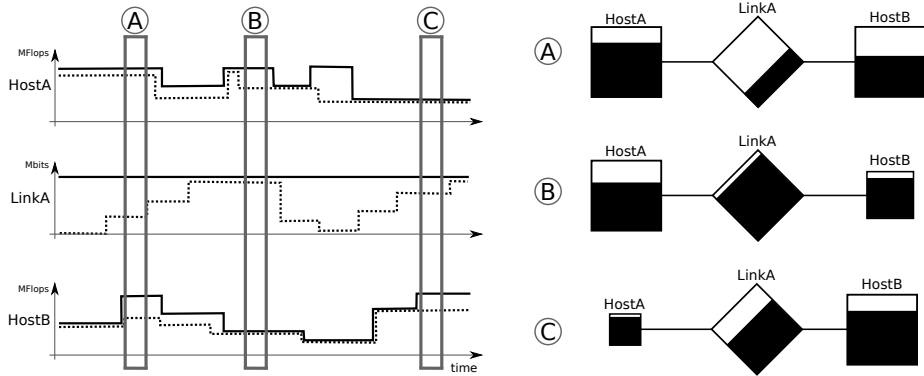 A
B
C
MFlops
HostA
Mbits
LinkA
MFlops
HostB
time
HostA
LinkA
HostB
A
HostA
LinkA
HostB
B
HostA
LinkA
HostB
C